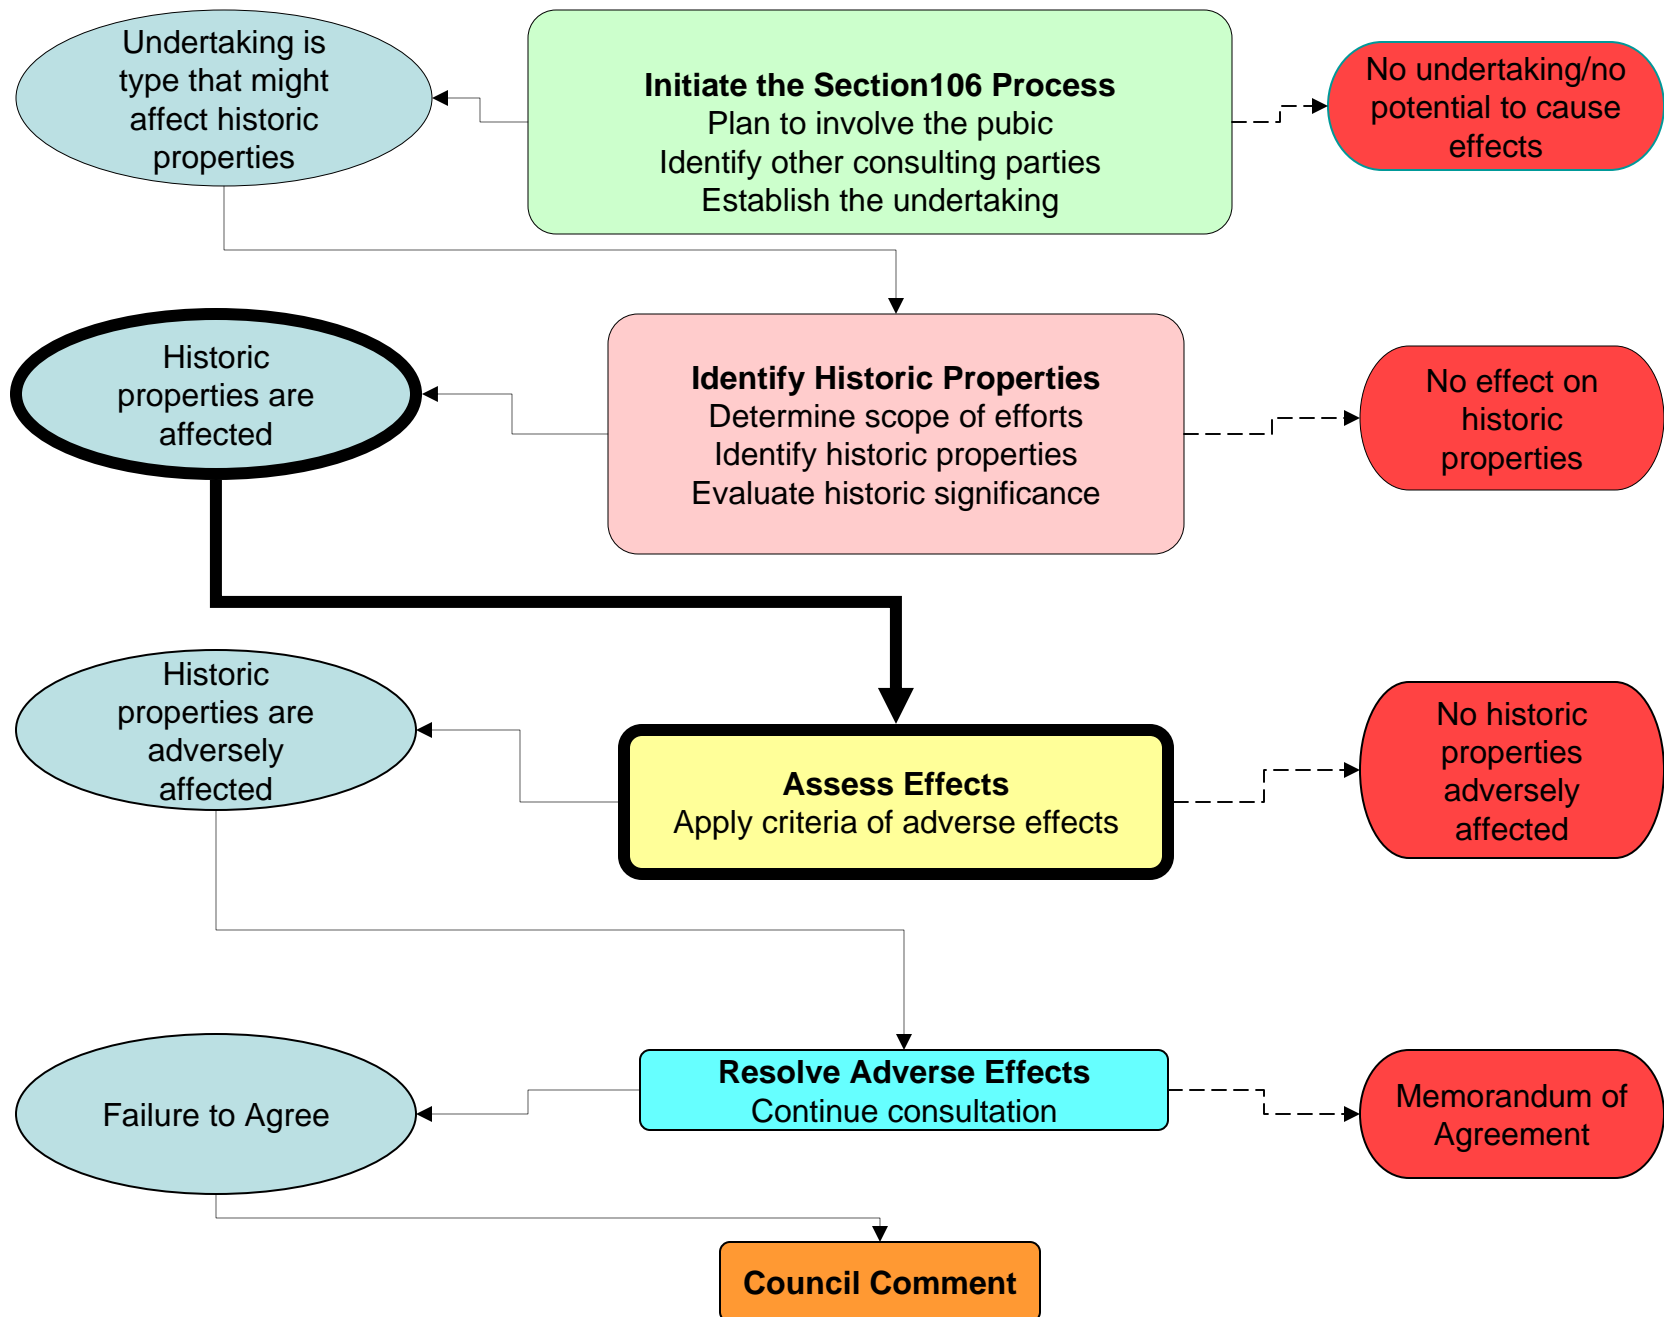 Undertaking is
type that might
affect historic
properties
Initiate the Section106 Process
Plan to involve the pubic
Identify other consulting parties
Establish the undertaking
No undertaking/no
potential to cause
effects
Historic
properties are
affected
Identify Historic Properties
Determine scope of efforts
Identify historic properties
Evaluate historic significance
No effect on
historic
properties
Historic
properties are
adversely
affected
Assess Effects
Apply criteria of adverse effects
No historic
properties
adversely
affected
Failure to Agree
Resolve Adverse Effects
Continue consultation
Memorandum of
Agreement
Council Comment